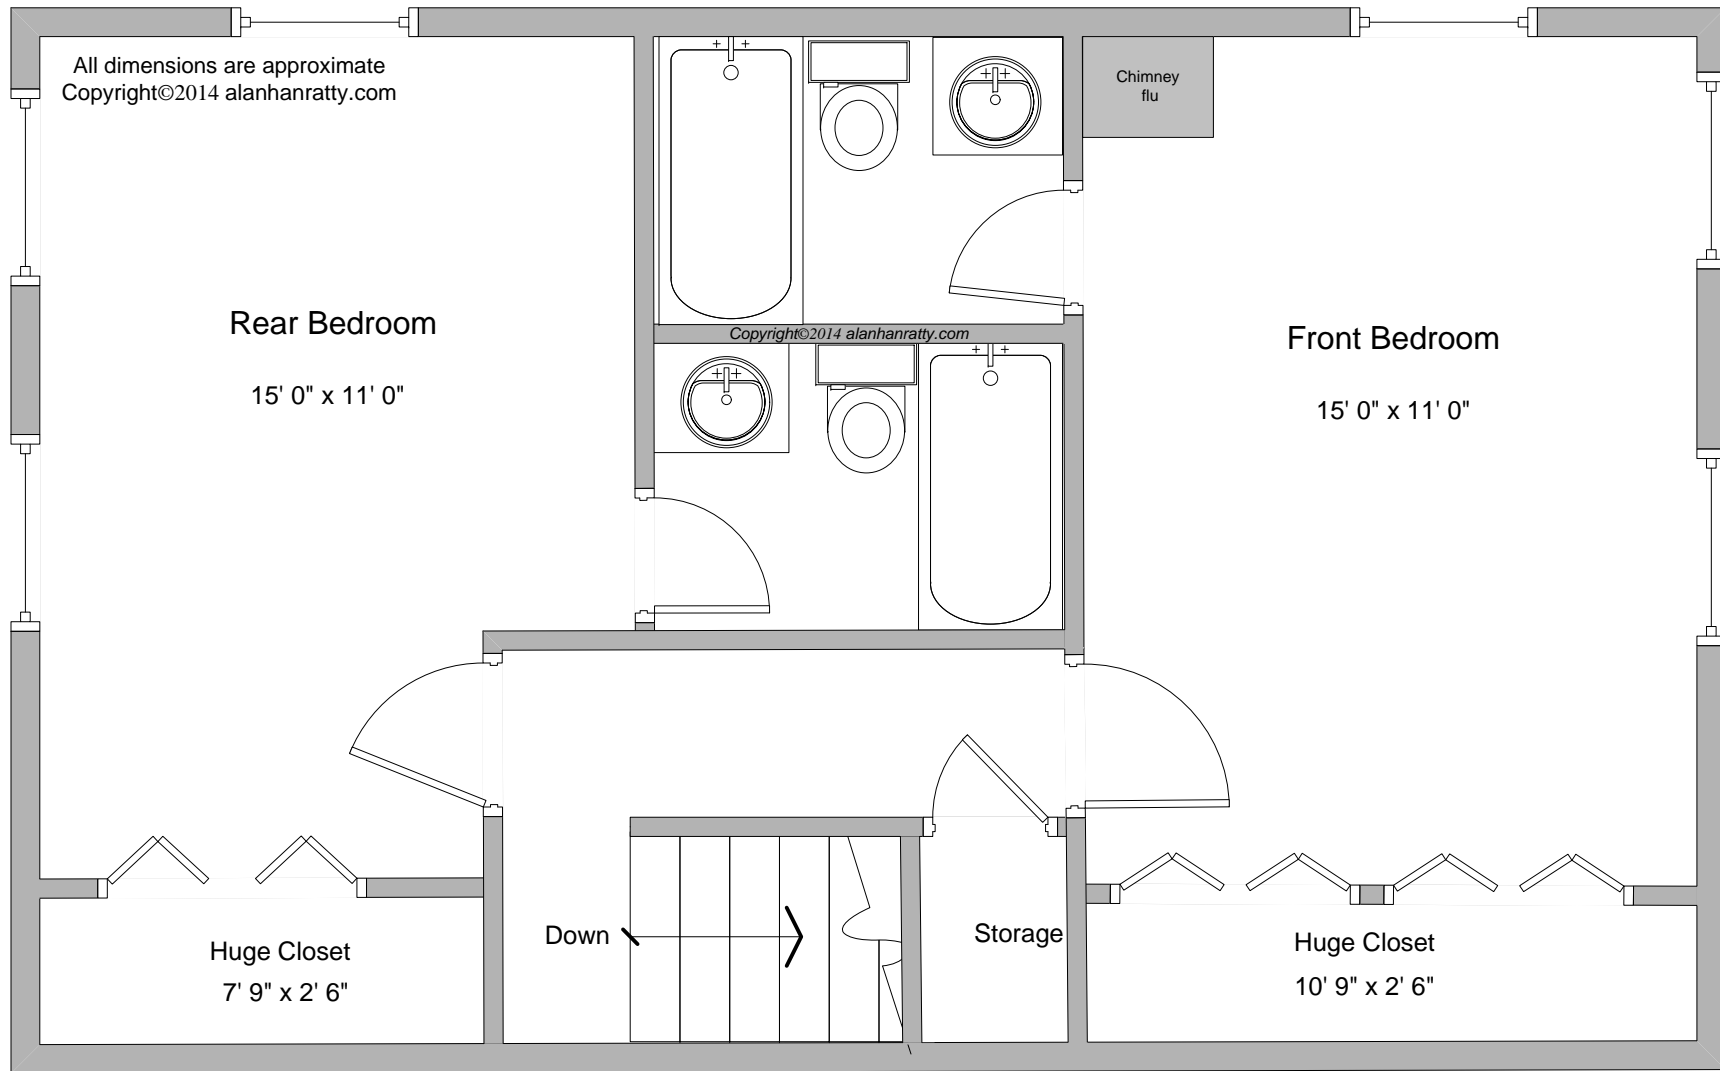 All dimensions are approximate
Copyright©2014 alanhanratty.com
Chimney
flu
Rear Bedroom
15' 0" x 11' 0"
Copyright©2014 alanhanratty.com
Front Bedroom
15' 0" x 11' 0"
Down
Storage
Huge Closet
7' 9" x 2' 6"
Huge Closet
10' 9" x 2' 6"